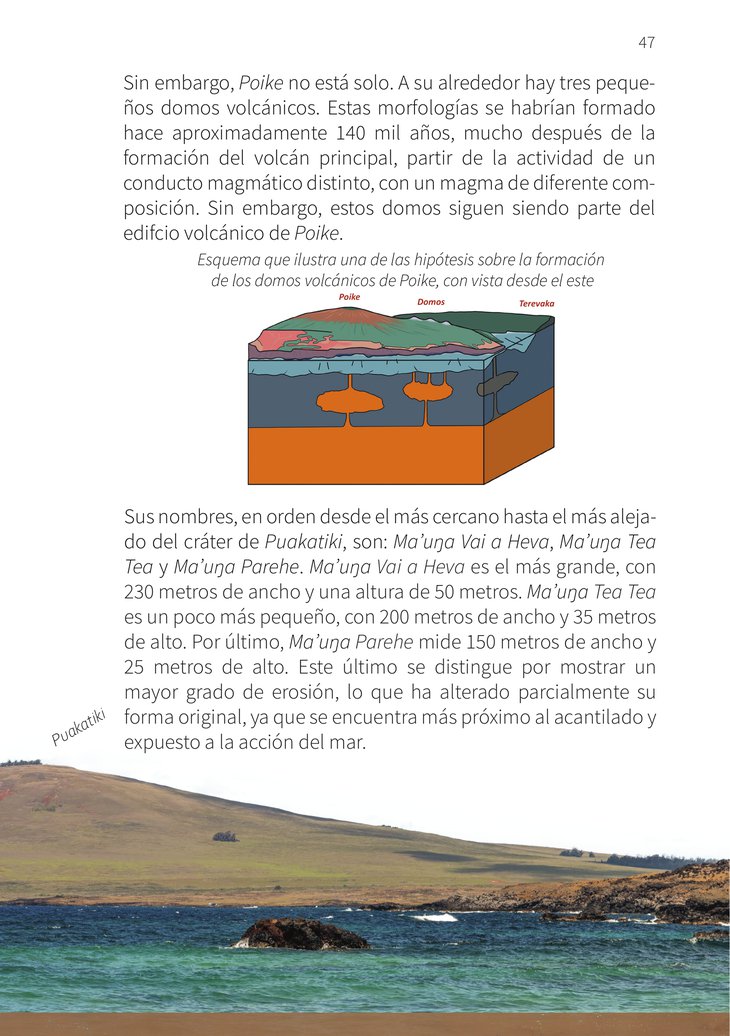 47
Sin embargo, Poike no está solo. A su alrededor hay tres peque-
ños domos volcánicos. Estas morfologías se habrían formado
hace aproximadamente 140 mil años, mucho después de la
formación del volcán principal, partir de la actividad de un
conducto magmático distinto, con un magma de diferente com-
posición. Sin embargo, estos domos siguen siendo parte del
edifcio volcánico de Poike.
Esquema que ilustra una de las hipótesis sobre la formación
de los domos volcánicos de Poike, con vista desde el este
Poike
Domos
Terevaka
Sus nombres, en orden desde el más cercano hasta el más aleja-
do del cráter de Puakatiki, son: Ma’uŋa Vai a Heva, Ma’uŋa Tea
Tea y Ma’uŋa Parehe. Ma’uŋa Vai a Heva es el más grande, con
230 metros de ancho y una altura de 50 metros. Ma’uŋa Tea Tea
es un poco más pequeño, con 200 metros de ancho y 35 metros
de alto. Por último, Ma’uŋa Parehe mide 150 metros de ancho y
25 metros de alto. Este último se distingue por mostrar un
mayor grado de erosión, lo que ha alterado parcialmente su
forma original, ya que se encuentra más próximo al acantilado y
expuesto a la acción del mar.
Puakatiki